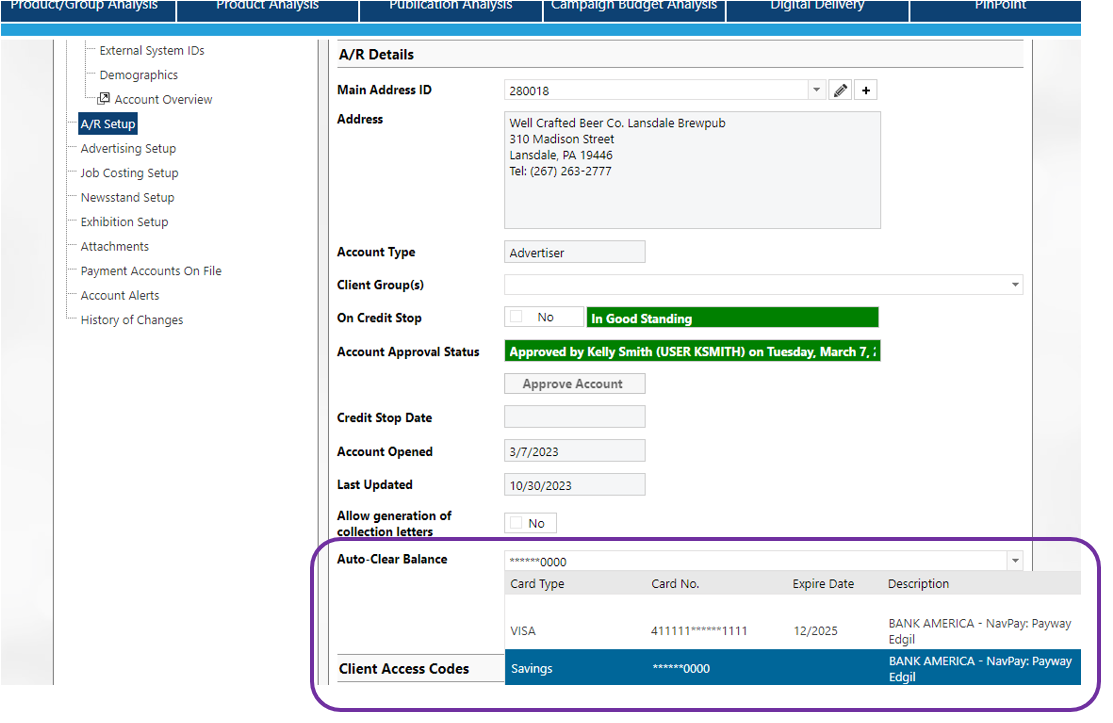 Product/Group Analysis
Product Analysis
Publication Analysis
Campaign Budget Analysis
Digital Delivery
PinPoint
External System IDs
Demographics
Account Overview
A/R Setup
Advertising Setup
Job Costing Setup
Newsstand Setup
Exhibition Setup
Attachments
Payment Accounts On File
Account Alerts
History of Changes
A/R Details
Main Address ID
280018
Address
Well Crafted Beer Co. Lansdale Brewpub
310 Madison Street
Lansdale, PA 19446
Tel: (267) 263-2777
Account Type
Advertiser
Client Group(s)
On Credit Stop
No
In Good Standing
Account Approval Status
Approved by Kelly Smith (USER KSMITH) on Tuesday, March 7,
Approve Account
Credit Stop Date
Account Opened
3/7/2023
Last Updated
10/30/2023
Allow generation of
collection letters
No
Auto-Clear Balance
******0000
Card Type Card No. Expire Date Description
VISA 411111******1111 12/2025 BANK AMERICA - NavPay: Payway
Edgil
Client Access Codes
Savings ******0000 BANK AMERICA - NavPay: Payway
Edgil